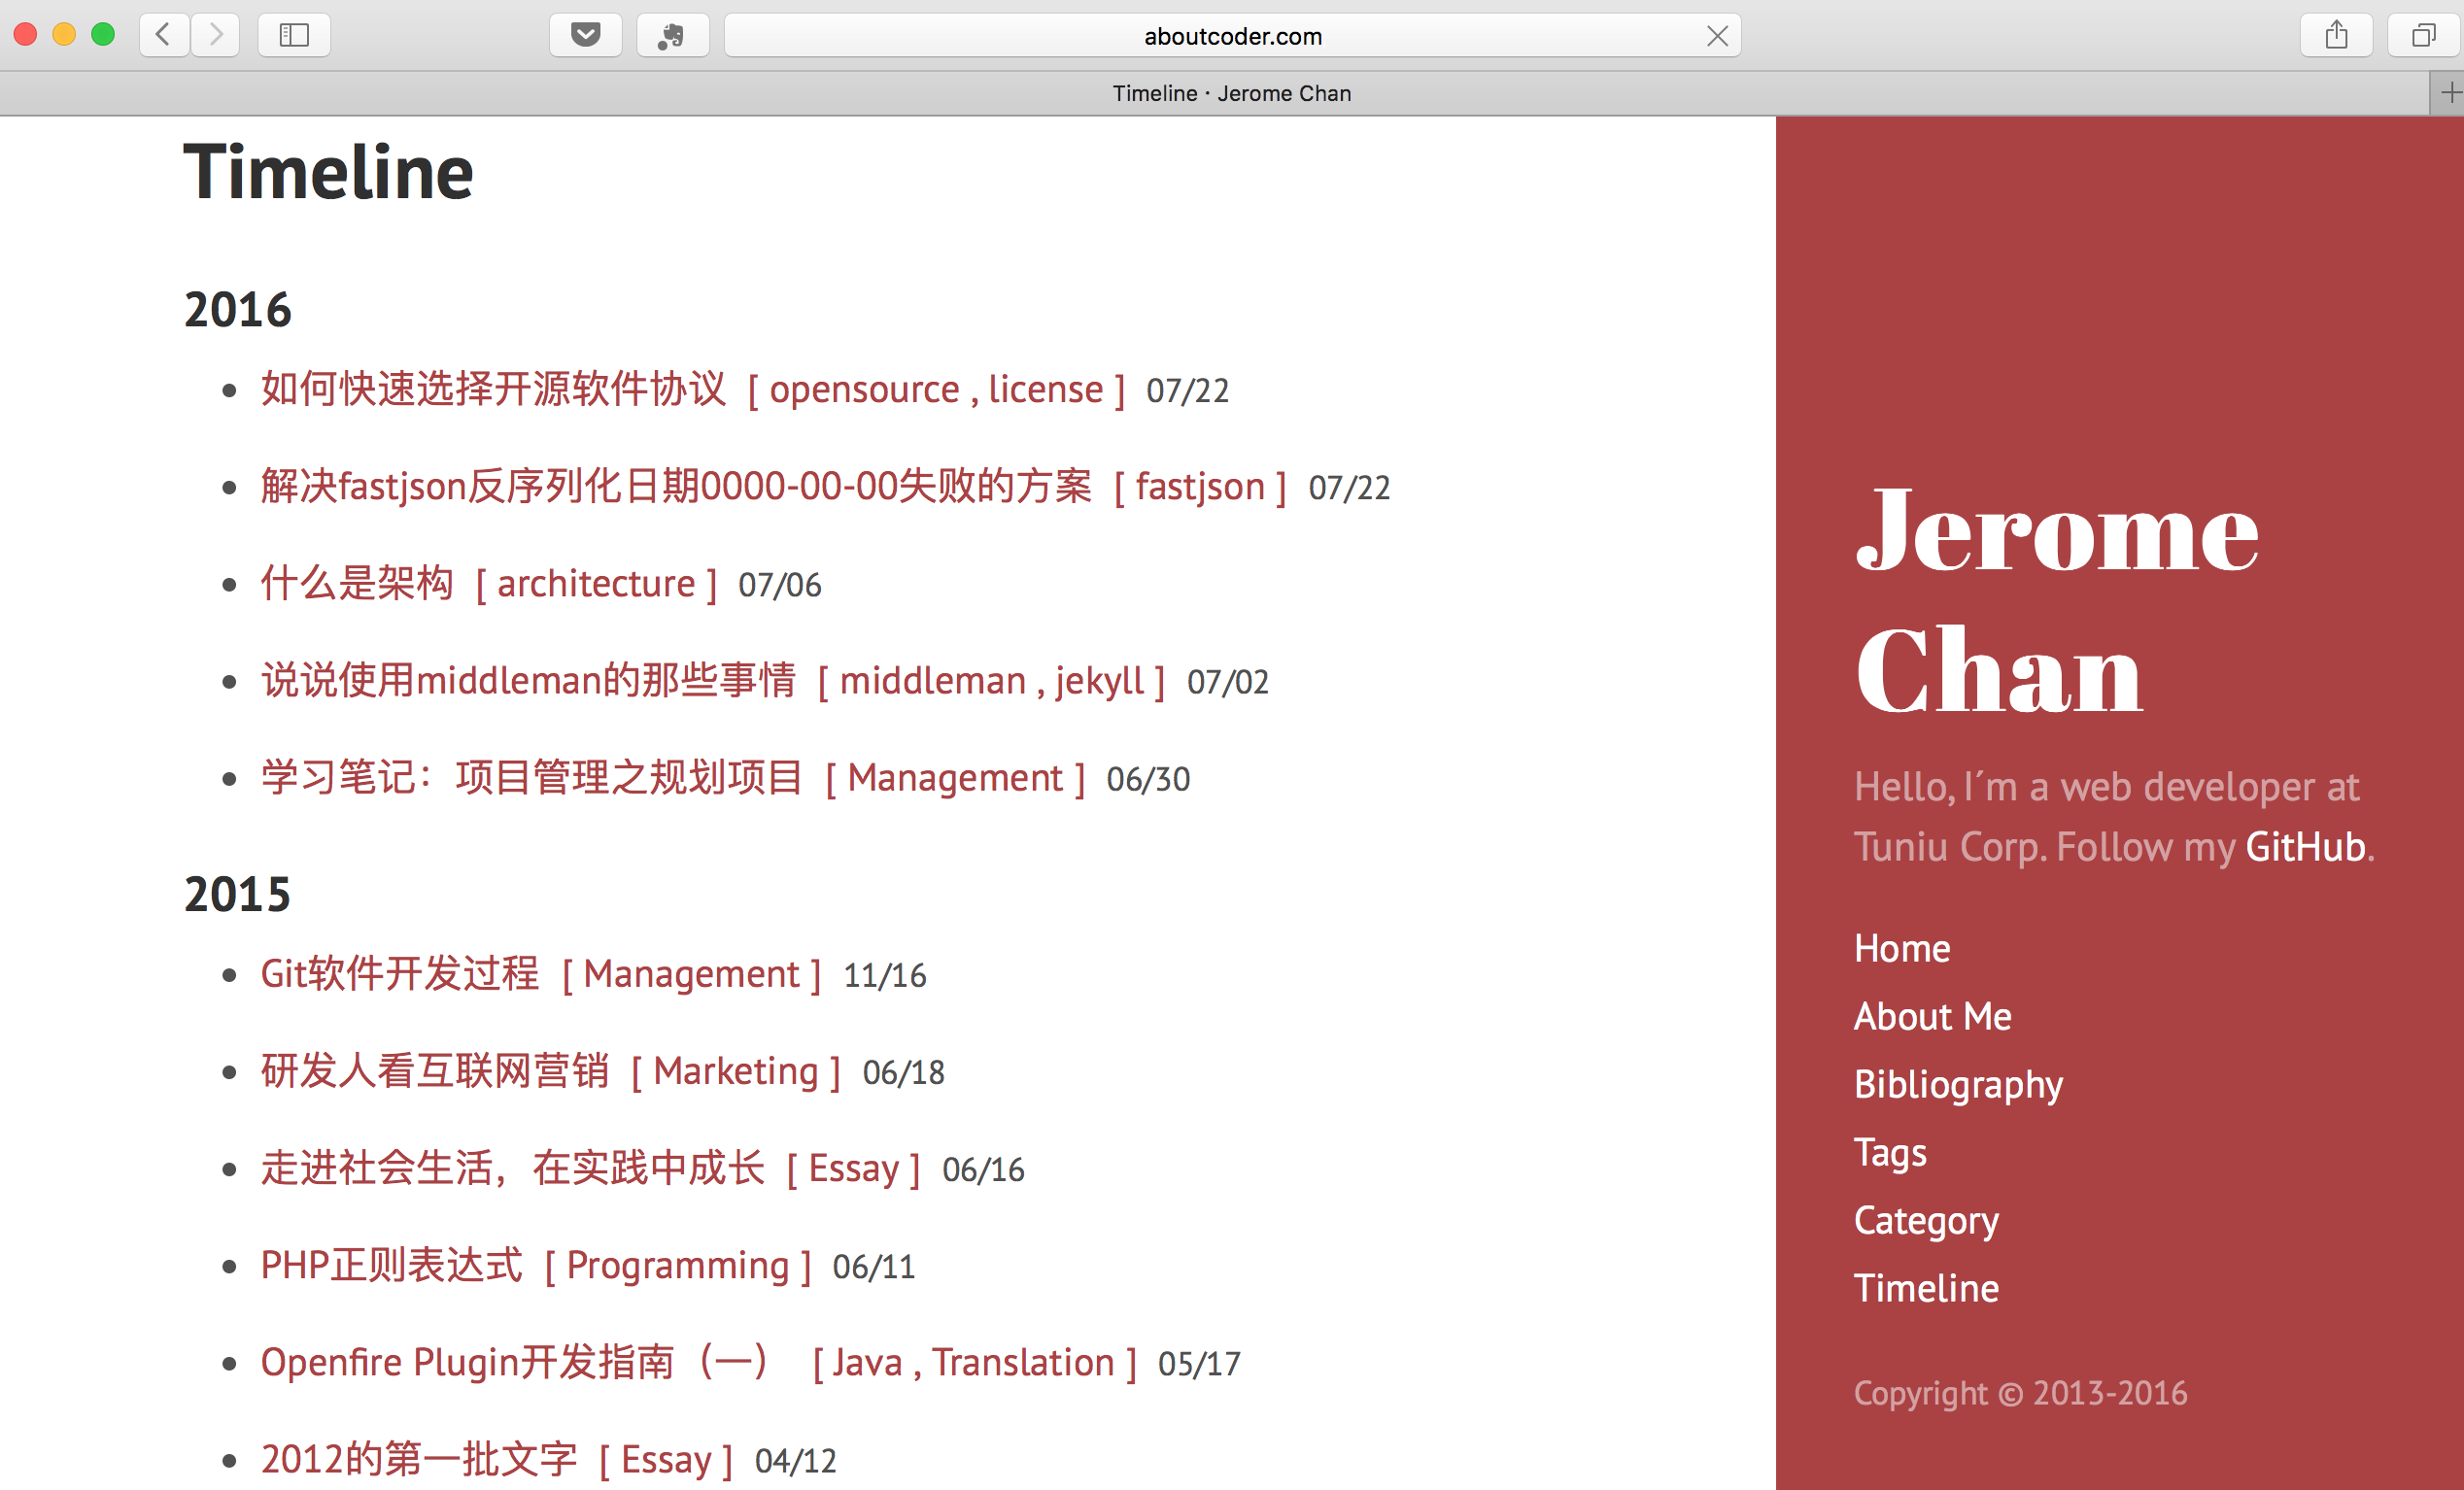 aboutcoder.com
Timeline · Jerome Chan
Timeline
2016
如何快速选择开源软件协议 [ opensource , license ] 07/22
解决fastjson反序列化日期0000-00-00失败的方案 [ fastjson ] 07/22
什么是架构 [ architecture ] 07/06
说说使用middleman的那些事情 [ middleman , jekyll ] 07/02
学习笔记：项目管理之规划项目 [ Management ] 06/30
2015
Git软件开发过程 [ Management ] 11/16
研发人看互联网营销 [ Marketing ] 06/18
走进社会生活，在实践中成长 [ Essay ] 06/16
PHP正则表达式 [ Programming ] 06/11
Openfire Plugin开发指南（一） [ Java , Translation ] 05/17
2012的第一批文字 [ Essay ] 04/12
Jerome
Chan
Hello, I´m a web developer at
Tuniu Corp. Follow my GitHub.
Home
About Me
Bibliography
Tags
Category
Timeline
Copyright © 2013-2016